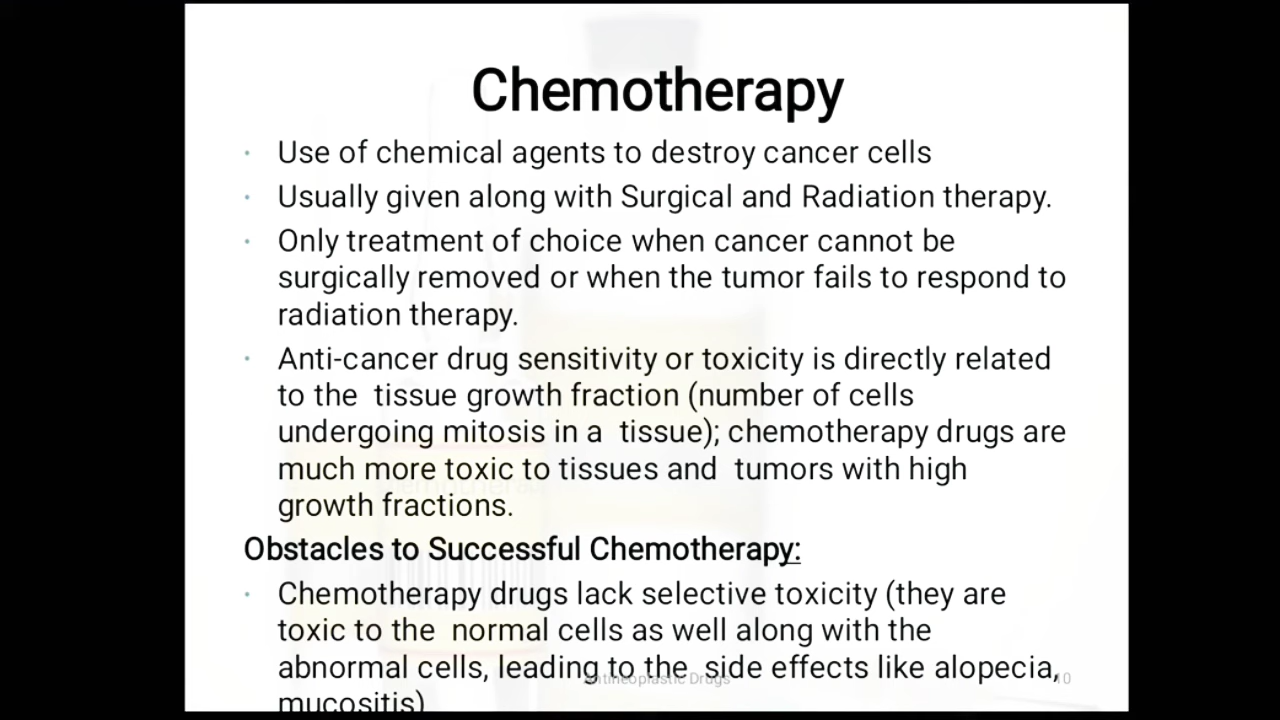 Chemotherapy
· Use of chemical agents to destroy cancer cells
· Usually given along with Surgical and Radiation therapy.
· Only treatment of choice when cancer cannot be
surgically removed or when the tumor fails to respond to
radiation therapy.
· Anti-cancer drug sensitivity or toxicity is directly related
to the tissue growth fraction (number of cells
undergoing mitosis in a tissue); chemotherapy drugs are
much more toxic to tissues and tumors with high
growth fractions.
Obstacles to Successful Chemotherapy:
· Chemotherapy drugs lack selective toxicity (they are
toxic to the normal cells as well along with the
abnormal cells, leading to the side effects like alopecia,
mucositis)
Antineoplastic Drugs 10